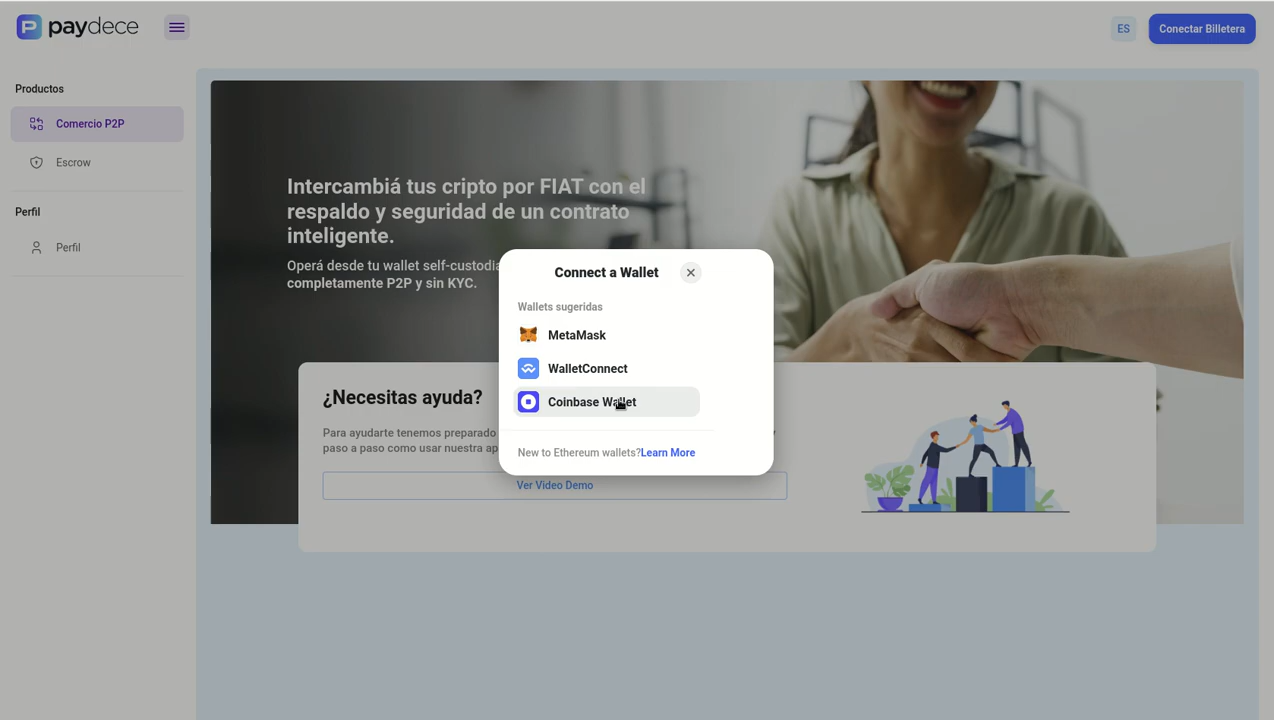 paydece
ES
Conectar Billetera
Productos
Comercio P2P
Escrow
Perfil
Perfil
Intercambiá tus cripto por FIAT con el
respaldo y seguridad de un contrato
inteligente.
Operá desde tu wallet self-custodia
completamente P2P y sin KYC.
Connect a Wallet
Wallets sugeridas
MetaMask
WalletConnect
Coinbase Wallet
New to Ethereum wallets?Learn More
¿Necesitas ayuda?
Para ayudarte tenemos preparado
paso a paso como usar nuestra ap
Ver Video Demo